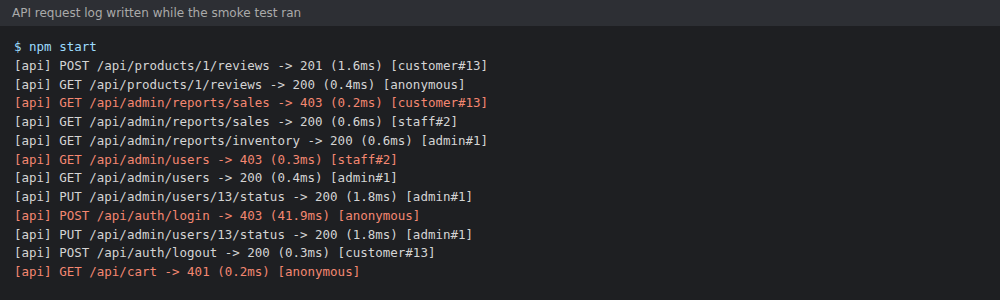 API request log written while the smoke test ran
$ npm start
[api] POST /api/products/1/reviews -> 201 (1.6ms) [customer#13]
[api] GET /api/products/1/reviews -> 200 (0.4ms) [anonymous]
[api] GET /api/admin/reports/sales -> 403 (0.2ms) [customer#13]
[api] GET /api/admin/reports/sales -> 200 (0.6ms) [staff#2]
[api] GET /api/admin/reports/inventory -> 200 (0.6ms) [admin#1]
[api] GET /api/admin/users -> 403 (0.3ms) [staff#2]
[api] GET /api/admin/users -> 200 (0.4ms) [admin#1]
[api] PUT /api/admin/users/13/status -> 200 (1.8ms) [admin#1]
[api] POST /api/auth/login -> 403 (41.9ms) [anonymous]
[api] PUT /api/admin/users/13/status -> 200 (1.8ms) [admin#1]
[api] POST /api/auth/logout -> 200 (0.3ms) [customer#13]
[api] GET /api/cart -> 401 (0.2ms) [anonymous]